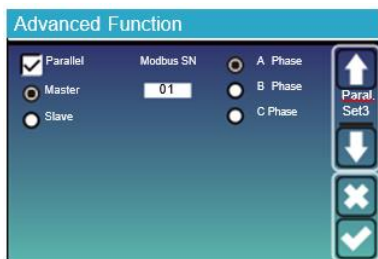 Advanced Function
Parallel
Modbus SN
A Phase
Master
01
B Phase
Slave
C Phase
Paral.
Set3